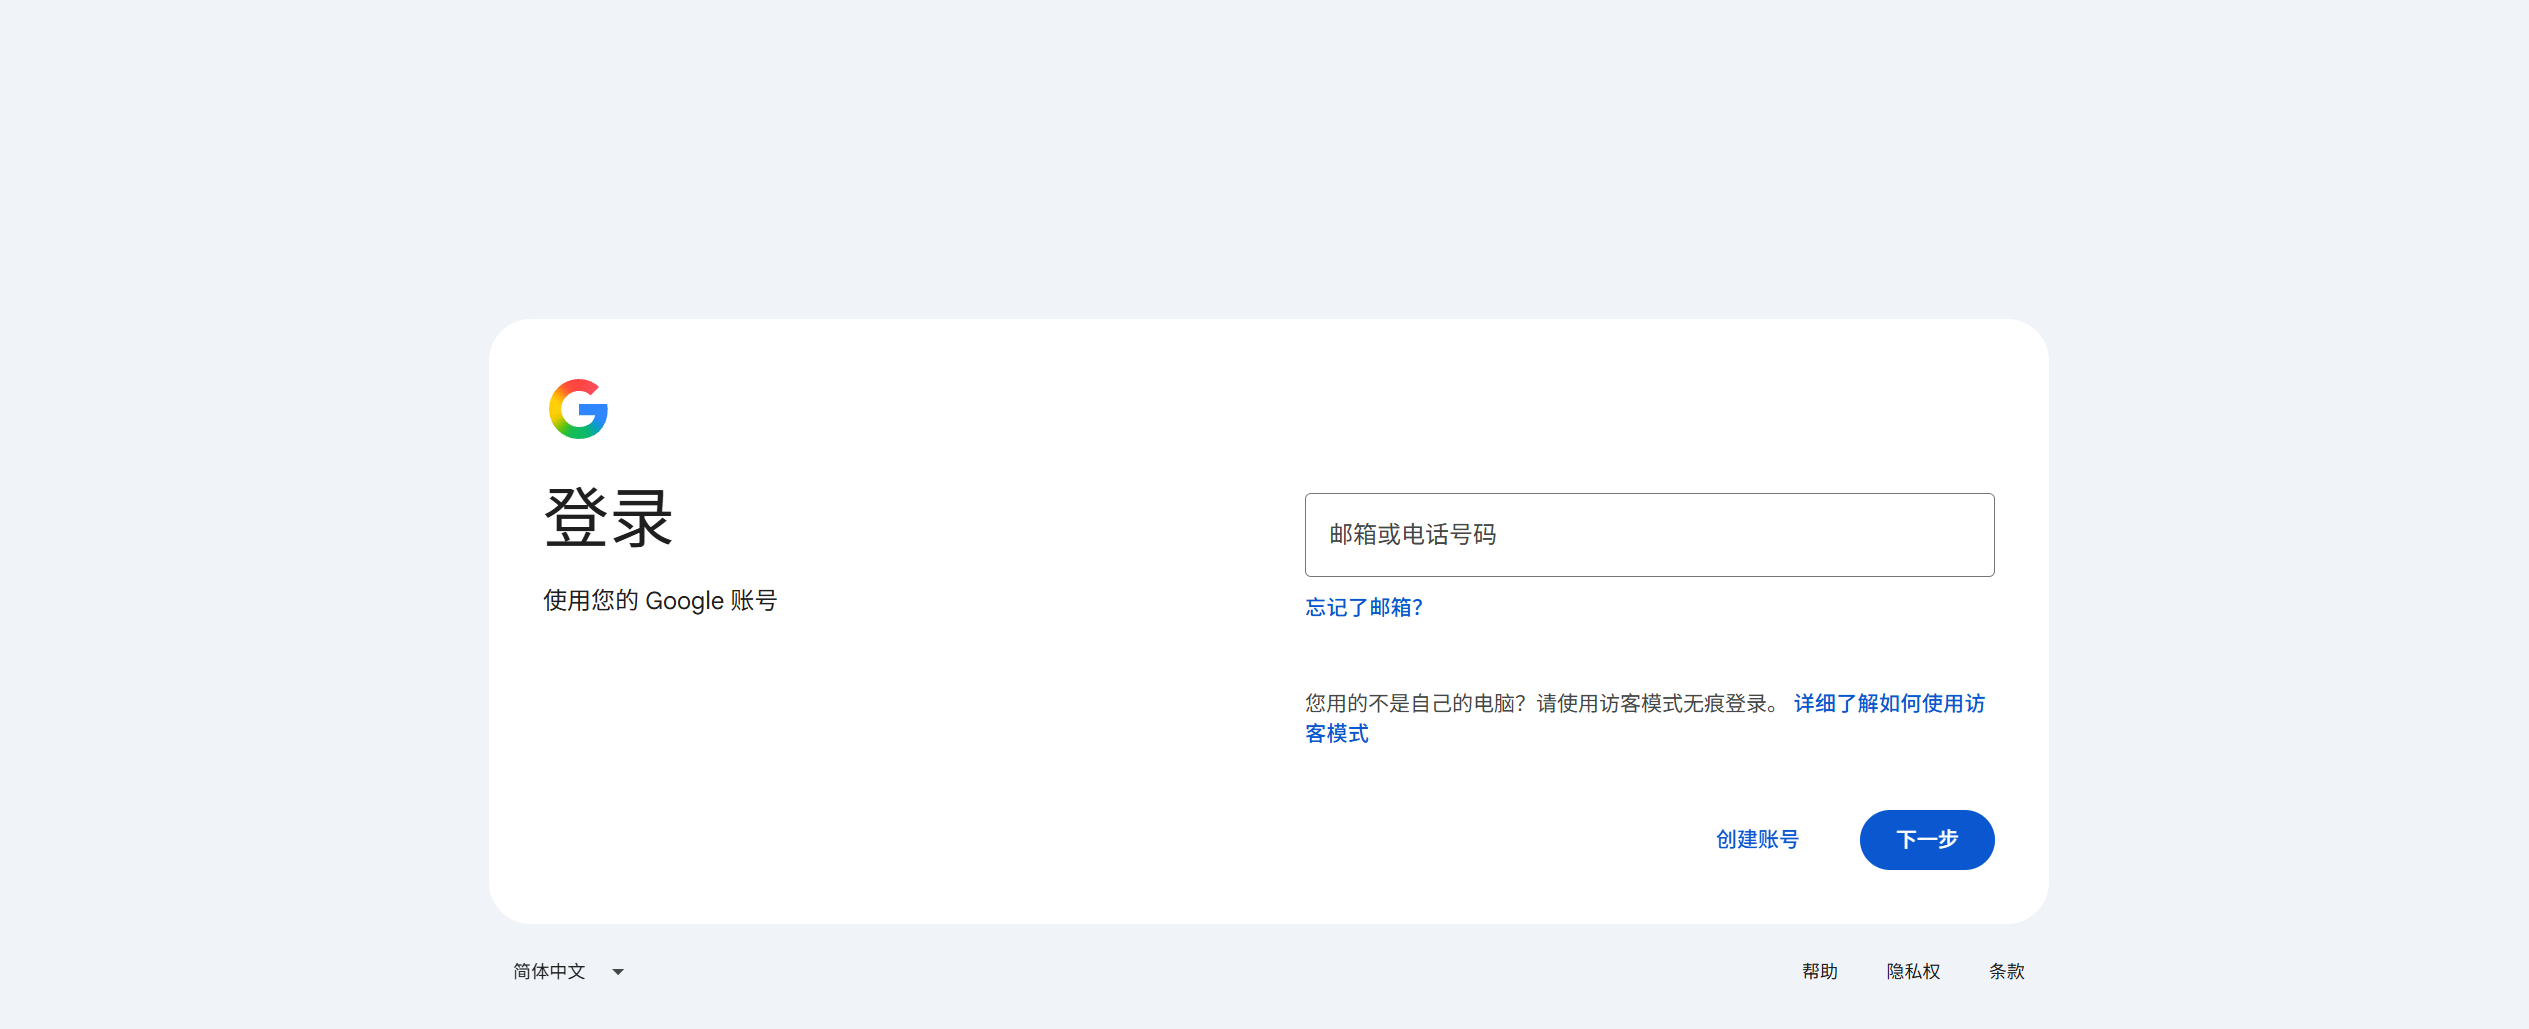 登录
使用您的 Google 账号
邮箱或电话号码
忘记了邮箱？
您用的不是自己的电脑？请使用访客模式无痕登录。 详细了解如何使用访
客模式
创建账号
下一步
简体中文
帮助
隐私权
条款